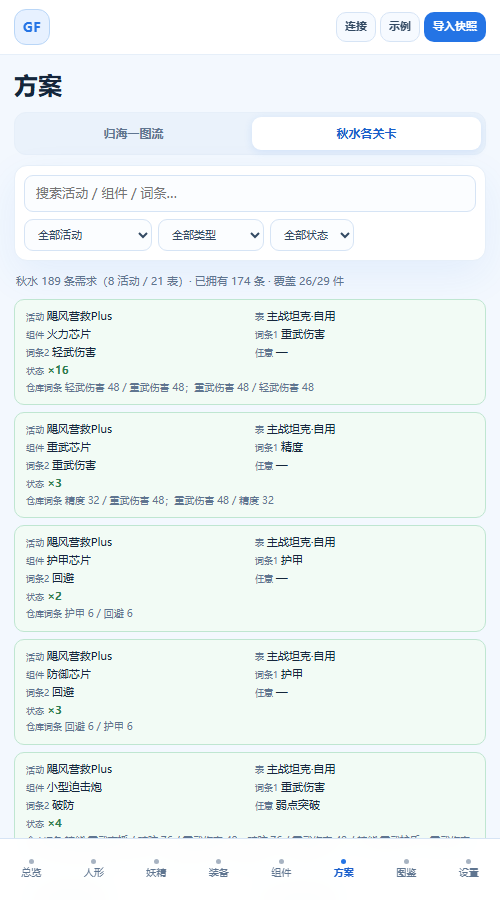 GF
连接
示例
导入快照
方案
归海一图流
秋水各关卡
搜索活动 / 组件 / 词条...
全部活动
全部类型
全部状态
秋水 189 条需求（8 活动 / 21 表）· 已拥有 174 条 · 覆盖 26/29 件
活动 飓风营救Plus
表 主战坦克·自用
组件 火力芯片
词条1 重武伤害
词条2 轻武伤害
任意 —
状态 ×16
仓库词条 轻武伤害 48 / 重武伤害 48；重武伤害 48 / 轻武伤害 48
活动 飓风营救Plus
表 主战坦克·自用
组件 重武芯片
词条1 精度
词条2 重武伤害
任意 —
状态 ×3
仓库词条 精度 32 / 重武伤害 48；重武伤害 48 / 精度 32
活动 飓风营救Plus
表 主战坦克·自用
组件 护甲芯片
词条1 护甲
词条2 回避
任意 —
状态 ×2
仓库词条 护甲 6 / 回避 6
活动 飓风营救Plus
表 主战坦克·自用
组件 防御芯片
词条1 护甲
词条2 回避
任意 —
状态 ×3
仓库词条 回避 6 / 护甲 6
活动 飓风营救Plus
表 主战坦克·自用
组件 小型迫击炮
词条1 重武伤害
词条2 破防
任意 弱点突破
状态 ×4
总览
人形
妖精
装备
组件
方案
图鉴
设置